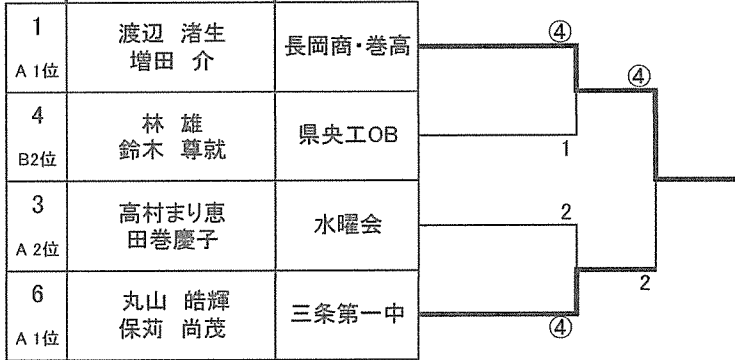 1
A 1位
渡辺 渚生
増田 介
長岡商・巻高
④
④
4
B2位
林 雄
鈴木 尊就
県央工OB
1
3
A 2位
高村まり恵
田巻慶子
水曜会
2
2
6
A 1位
丸山 皓輝
保苅 尚茂
三条第一中
④